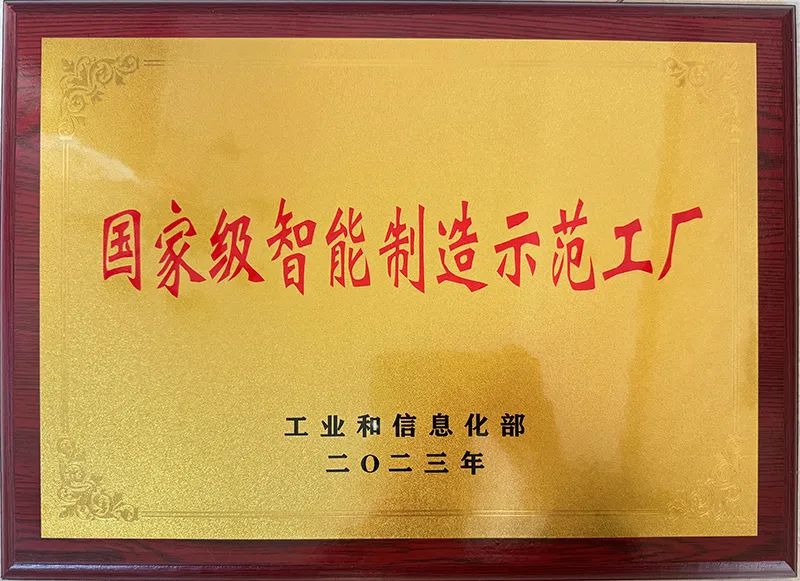 国家级智能制造示范工厂
工业和信息化部
二〇二三年